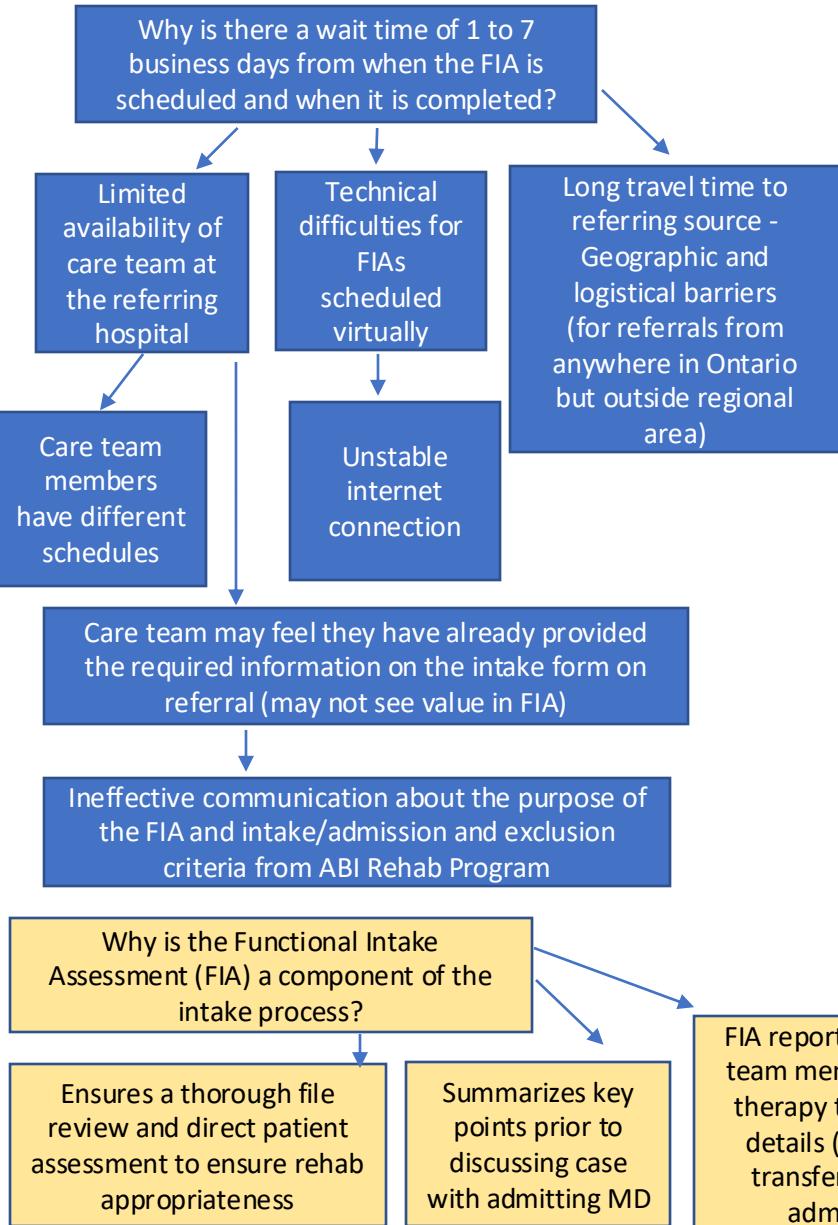 Why is there a wait time of 1 to 7
business days from when the FIA is
scheduled and when it is completed?
Limited
availability of
care team at
the referring
hospital
Technical
difficulties for
FIAs
scheduled
virtually
Long travel time to
referring source -
Geographic and
logistical barriers
(for referrals from
anywhere in Ontario
but outside regional
area)
Care team
members
have different
schedules
Unstable
internet
connection
Care team may feel they have already provided
the required information on the intake form on
referral (may not see value in FIA)
Ineffective communication about the purpose of
the FIA and intake/admission and exclusion
criteria from ABI Rehab Program
Why is the Functional Intake
Assessment (FIA) a component of the
intake process?
Ensures a thorough file
review and direct patient
assessment to ensure rehab
appropriateness
Summarizes key
points prior to
discussing case
with admitting MD
FIA report
team
therapy
details
transfer